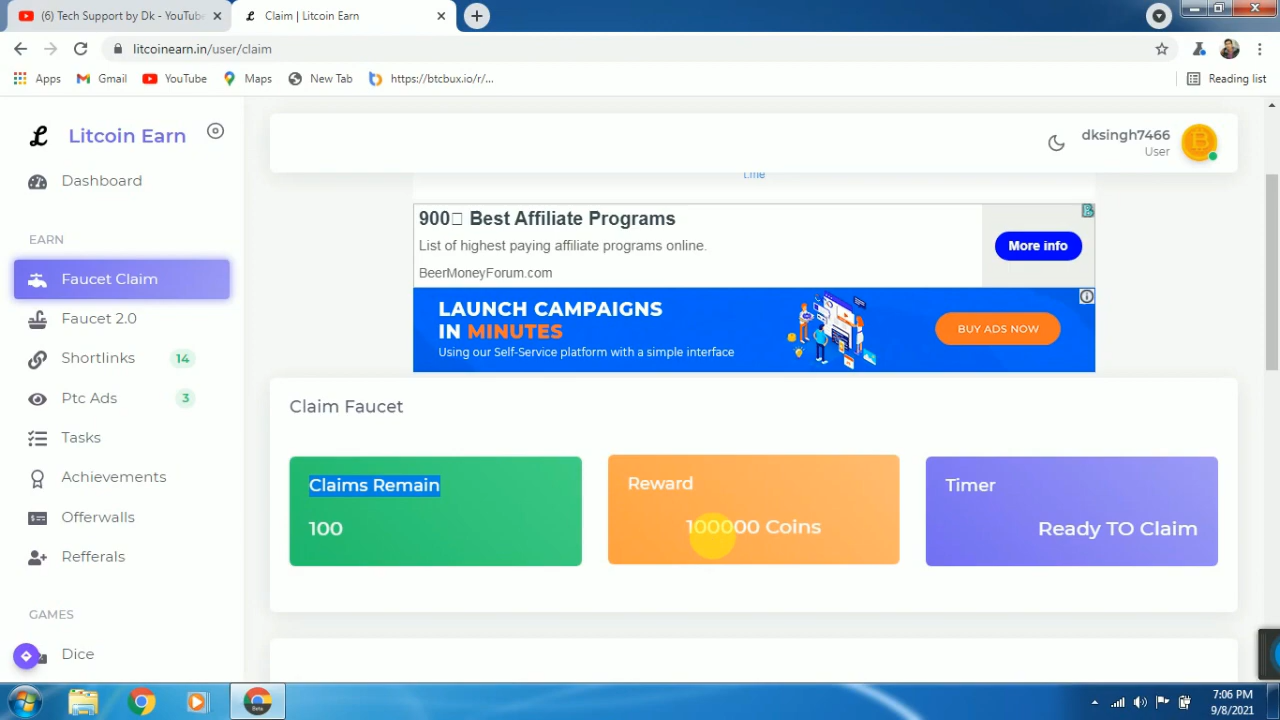 (6) Tech Support by Dk - YouTube
Claim | Litcoin Earn
litcoinearn.in/user/claim
Apps
Gmail
YouTube
Maps
New Tab
https://btcbux.io/r/...
Reading list
Litcoin Earn
Dashboard
EARN
Faucet Claim
Faucet 2.0
Shortlinks 14
Ptc Ads 3
Tasks
Achievements
Offerwalls
Refferals
GAMES
Dice
dksingh7466
User
t.me
900 Best Affiliate Programs
List of highest paying affiliate programs online.
BeerMoneyForum.com
More info
LAUNCH CAMPAIGNS
IN MINUTES
Using our Self-Service platform with a simple interface
BUY ADS NOW
Claim Faucet
Claims Remain
100
Reward
100000 Coins
Timer
Ready TO Claim
Beta
7:06 PM
9/8/2021